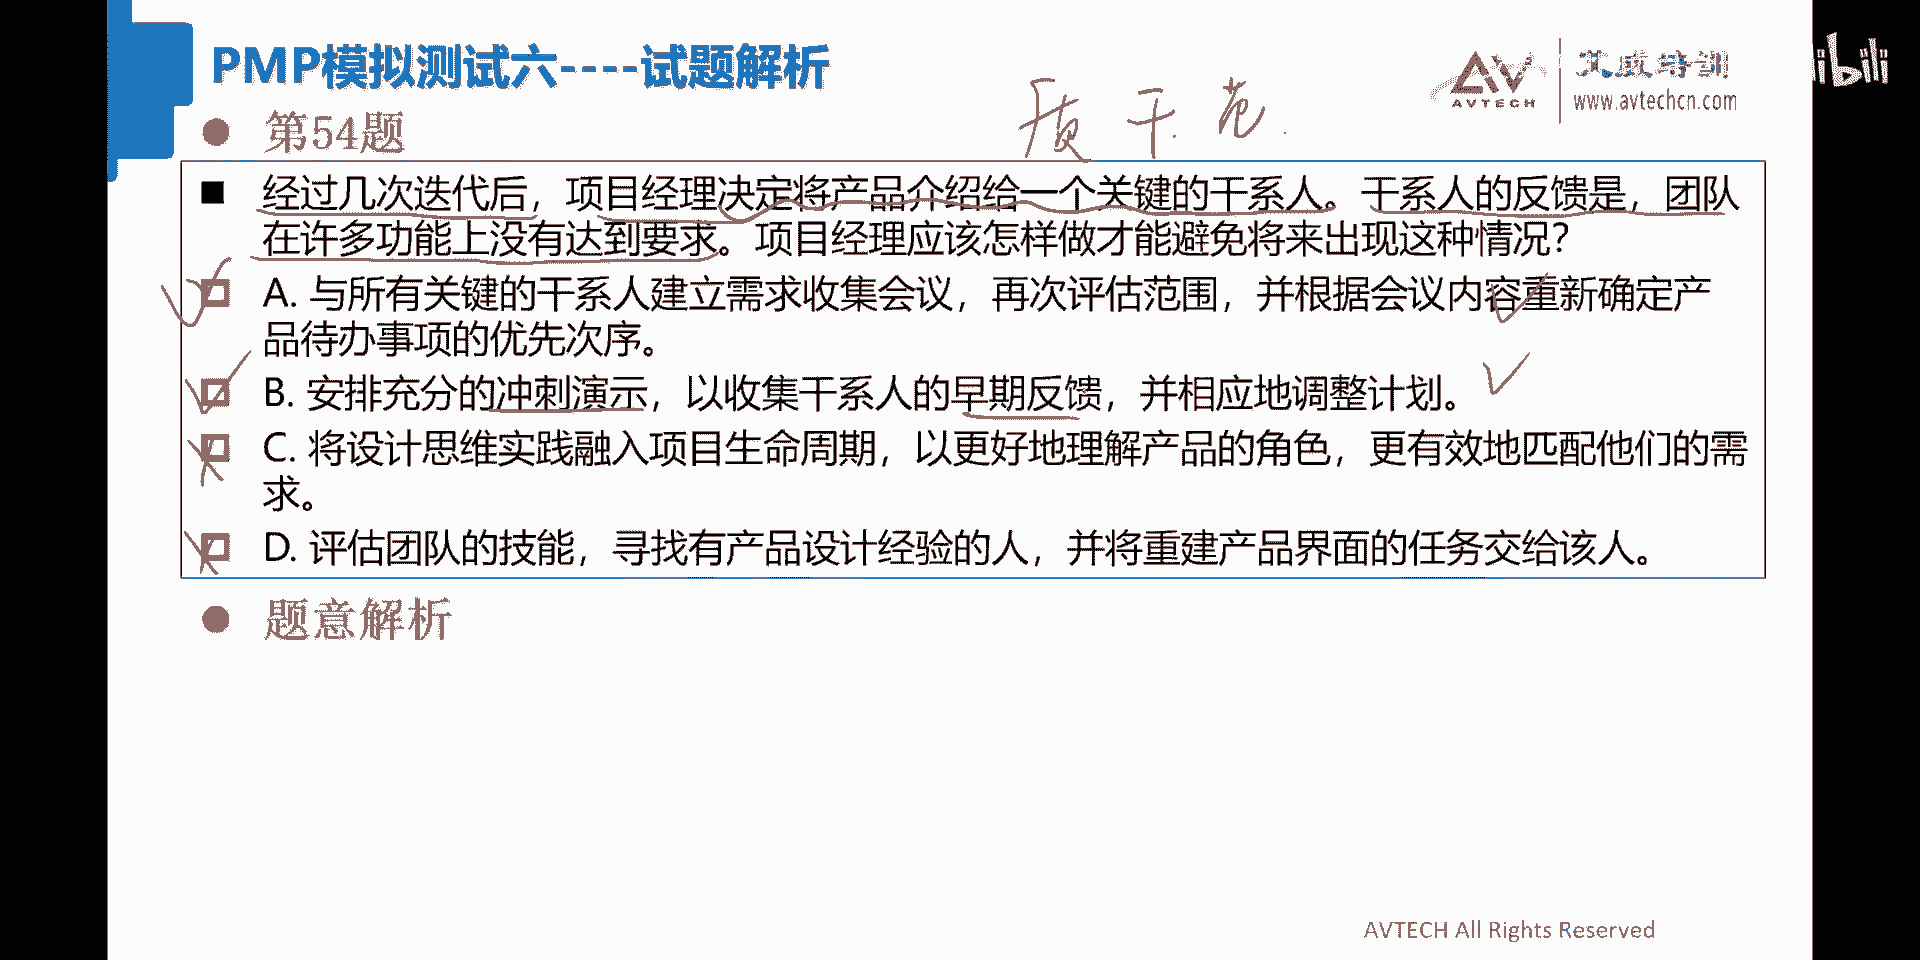 PMP模拟测试六----试题解析
AVTECH
艾威培训
www.avtechcn.com
第54题
质 干 范
经过几次迭代后，项目经理决定将产品介绍给一个关键的干系人。干系人的反馈是，团队
在许多功能上没有达到要求。项目经理应该怎样做才能避免将来出现这种情况？
A. 与所有关键的干系人建立需求收集会议，再次评估范围，并根据会议内容重新确定产
品待办事项的优先次序。
B. 安排充分的冲刺演示，以收集干系人的早期反馈，并相应地调整计划。
C. 将设计思维实践融入项目生命周期，以更好地理解产品的角色，更有效地匹配他们的需
求。
D. 评估团队的技能，寻找有产品设计经验的人，并将重建产品界面的任务交给该人。
题意解析
AVTECH All Rights Reserved